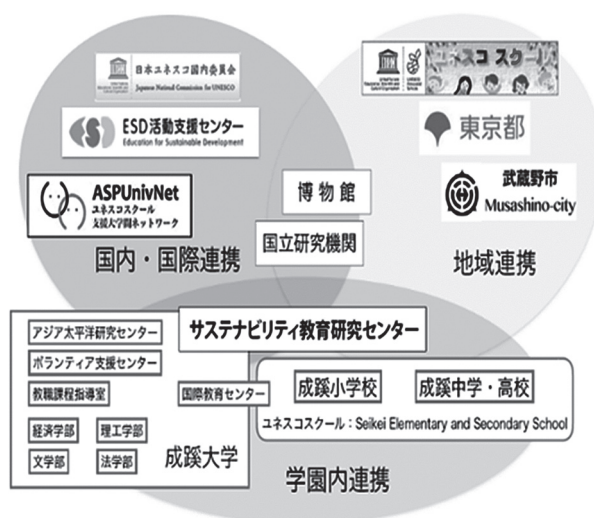 日本ユネスコ国内委員会
Japanese National Commission for UNESCO
ESD活動支援センター
Education for Sustainable Development
ASPUnivNet
ユネスコスクール
支援大学間ネットワーク
国内・国際連携
博物館
国立研究機関
ユネスコ スクール
東京都
武蔵野市
Musashino-city
地域連携
サステナビリティ教育研究センター
アジア太平洋研究センター
ボランティア支援センター
教職課程指導室
国際教育センター
経済学部
理工学部
文学部
法学部
成蹊大学
成蹊小学校
成蹊中学・高校
ユネスコスクール：Seikei Elementary and Secondary School
学園内連携